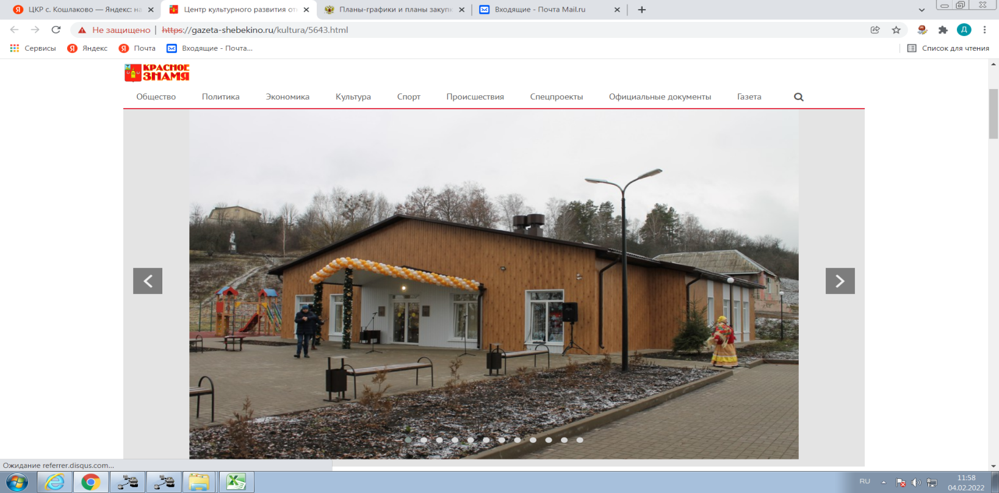 ЦКР с. Кошлаково — Яндекс: на
Центр культурного развития от
Планы-графики и планы закупк
Входящие - Почта Mail.ru
Не защищено | https://gazeta-shebekino.ru/kultura/5643.html
Д
Сервисы
Яндекс
Почта
Входящие - Почта...
Список для чтения
КРАСНОЕ
ЗНАМЯ
Общество
Политика
Экономика
Культура
Спорт
Происшествия
Спецпроекты
Официальные документы
Газета
Ожидание referrer.disqus.com...
RU
11:58
04.02.2022